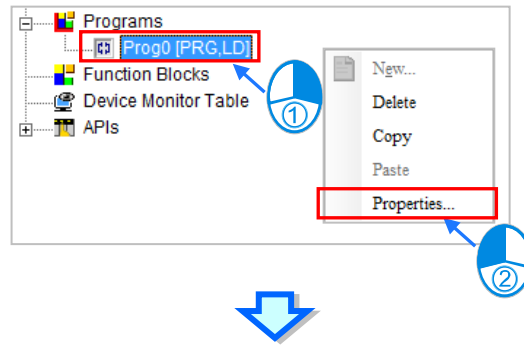 Programs
Prog0 [PRG,LD]
Function Blocks
Device Monitor Table
APIs
New...
Delete
Copy
Paste
Properties...
1
2